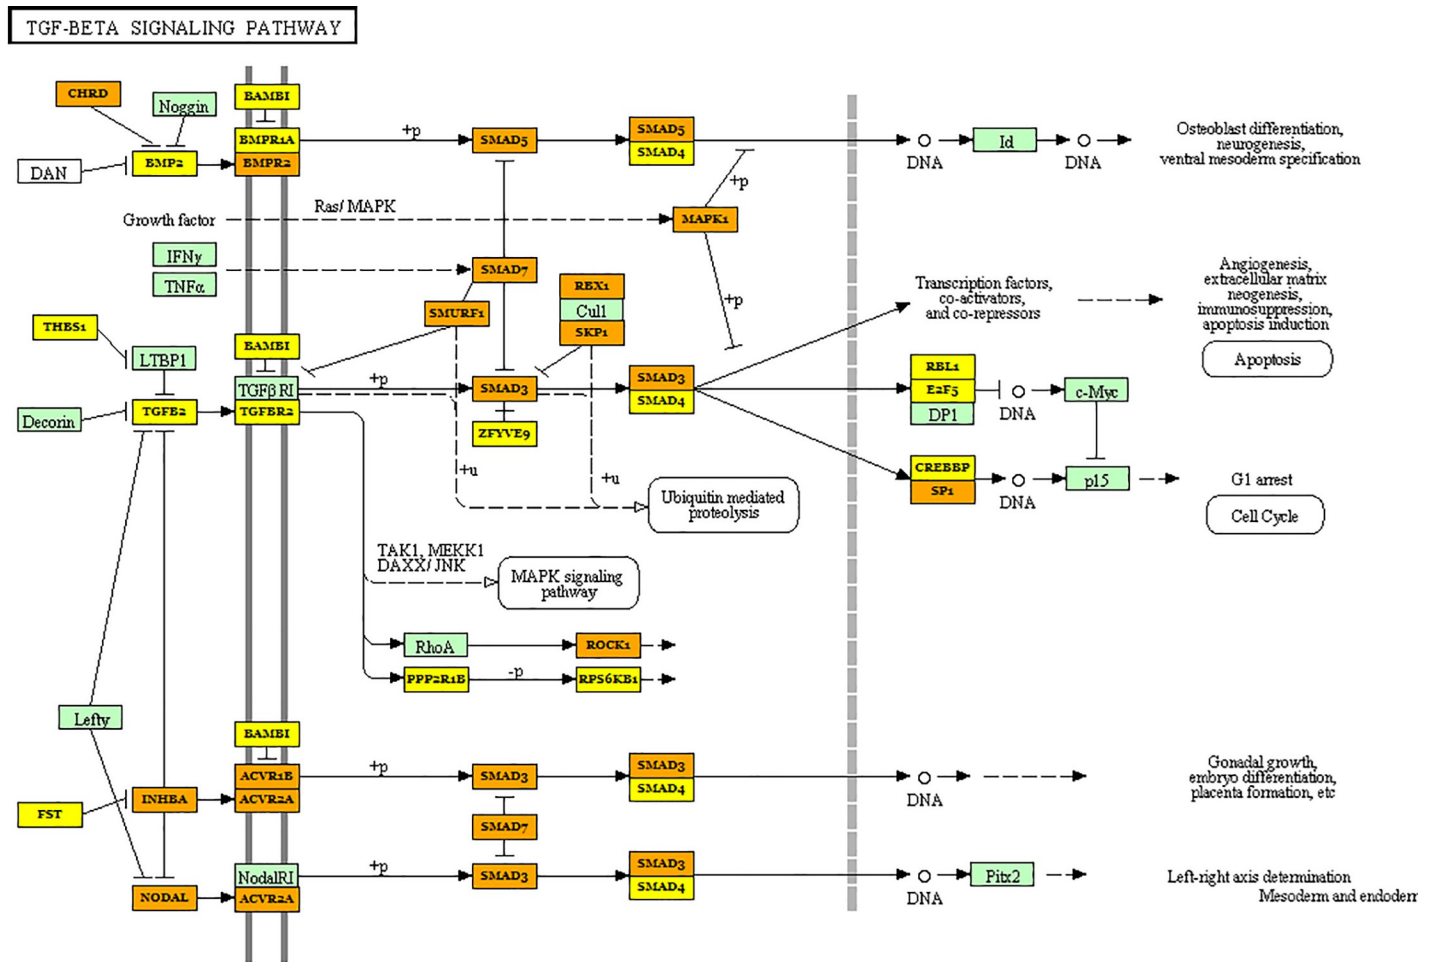 TGF-BETA SIGNALING PATHWAY
CHRD
Noggin
DAN
BMP2
BAMBI
BMPR1A
BMPR2
+p
SMAD5
SMAD5
SMAD4
DNA
Id
DNA
Osteoblast differentiation,
neurogenesis,
ventral mesoderm specification
Growth factor
Ras/ MAPK
MAPK1
+p
+p
IFNγ
TNFα
SMAD7
SMURF1
RBX1
Cul1
SKP1
Transcription factors,
co-activators,
and co-repressors
Angiogenesis,
extracellular matrix
neogenesis,
immunosuppression,
apoptosis induction
Apoptosis
THBS1
LTBP1
Decorin
TGFB2
BAMBI
TGFβ RI
TGFBR2
+p
SMAD3
ZFYVE9
SMAD3
SMAD4
+u
+u
Ubiquitin mediated
proteolysis
RBL1
E2F5
DP1
DNA
c-Myc
CREBBP
SP1
DNA
p15
G1 arrest
Cell Cycle
TAK1, MEKK1
DAXX/ JNK
MAPK signaling
pathway
RhoA
ROCK1
PPP2R1B
-p
RPS6KB1
Lefty
FST
INHBA
BAMBI
ACVR1B
ACVR2A
+p
SMAD3
SMAD3
SMAD4
DNA
Gonadal growth,
embryo differentiation,
placenta formation, etc
SMAD7
NODAL
NodalRI
ACVR2A
+p
SMAD3
SMAD3
SMAD4
DNA
Pitx2
Left-right axis determination
Mesoderm and endoderm